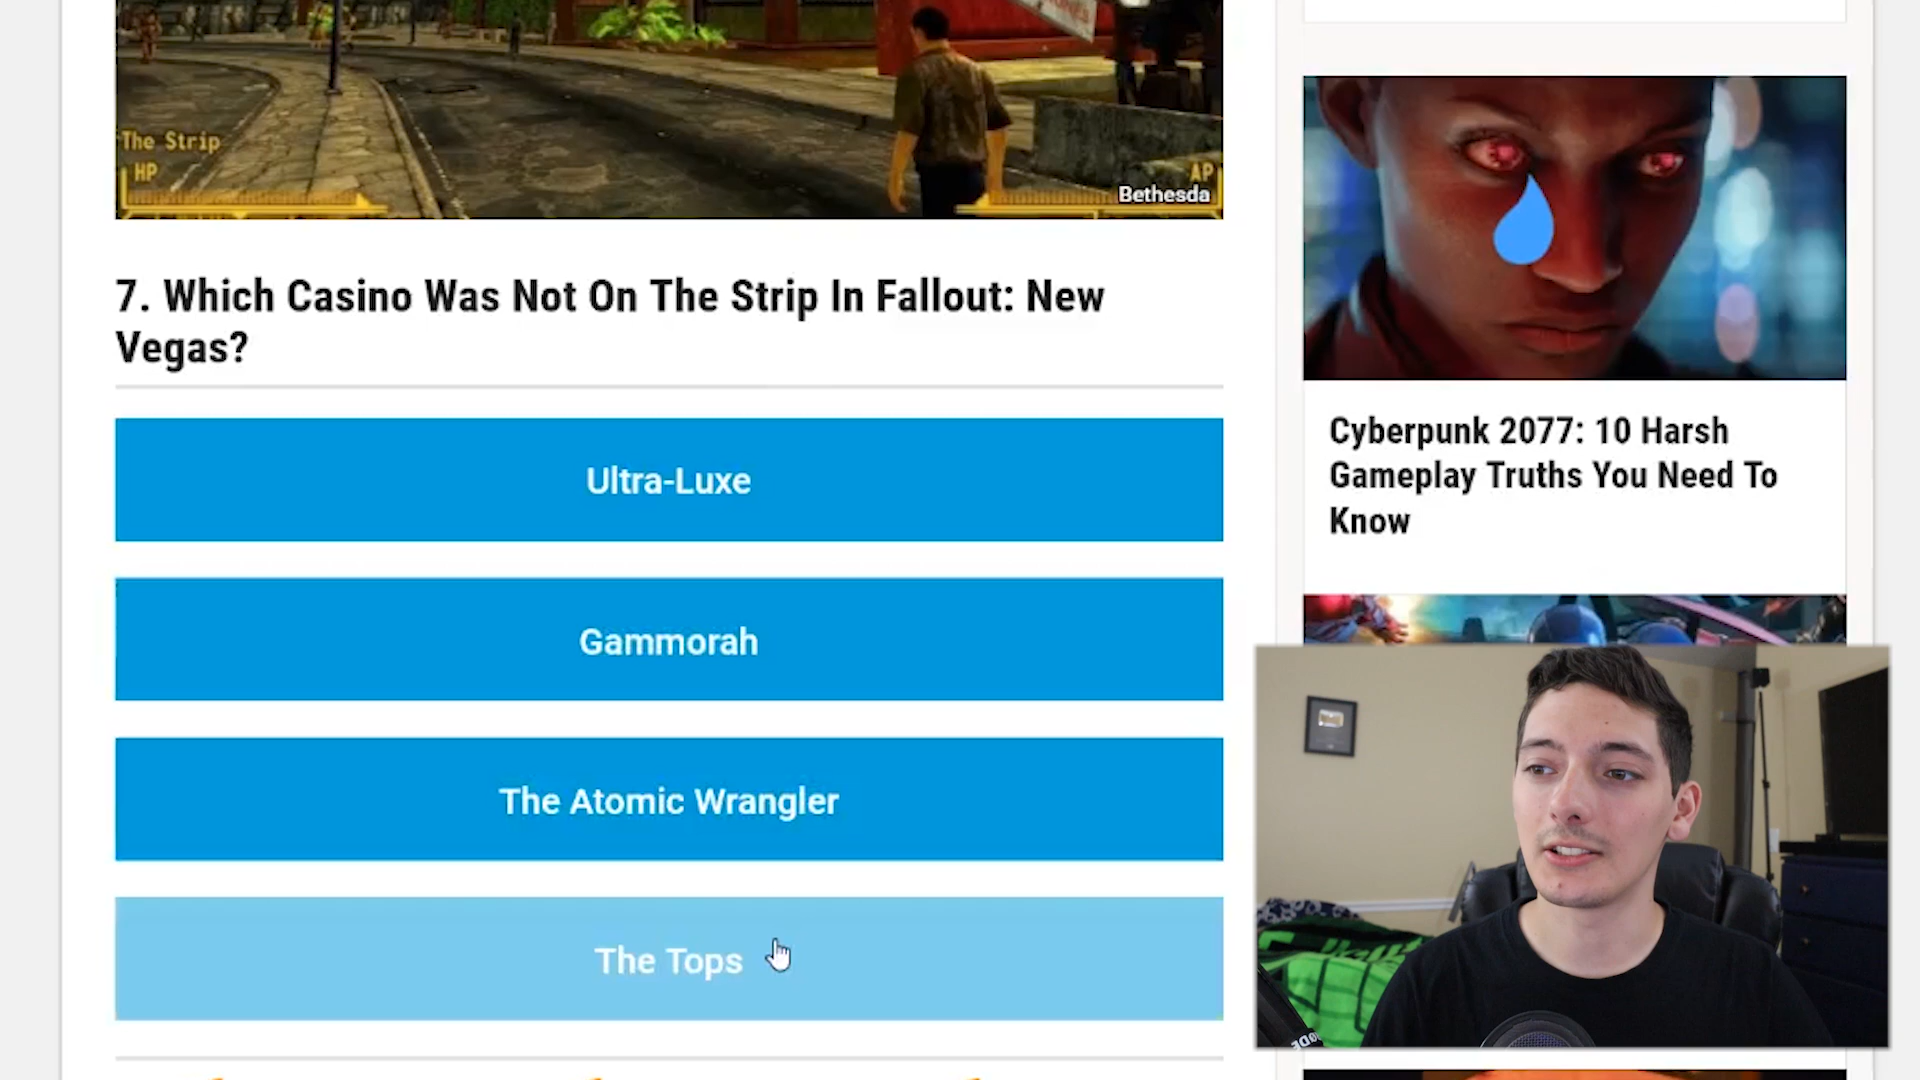 The Strip
HP
AP
Bethesda
7. Which Casino Was Not On The Strip In Fallout: New
Vegas?
Ultra-Luxe
Gammorah
The Atomic Wrangler
The Tops
Cyberpunk 2077: 10 Harsh
Gameplay Truths You Need To
Know